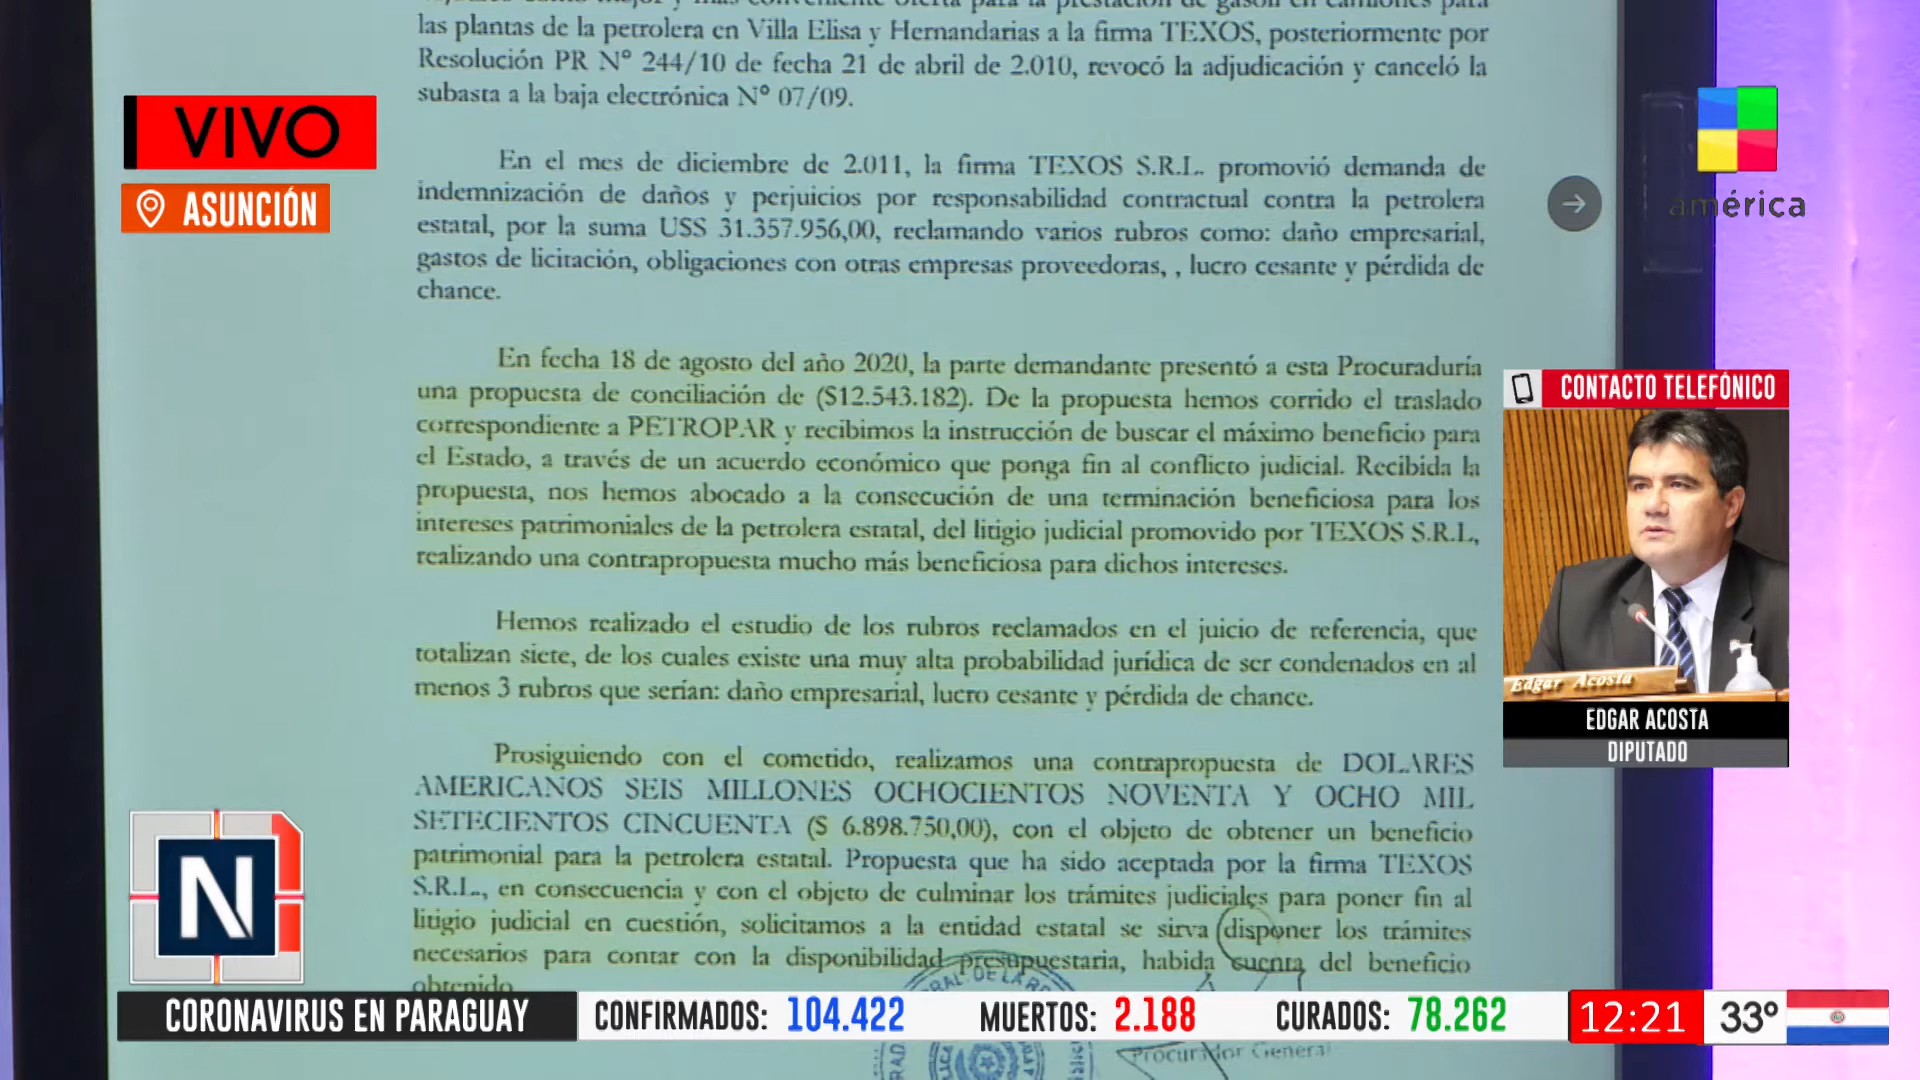 las plantas de la petrolera en Villa Elisa y Hernandarias a la firma TEXOS, posteriormente por
Resolución PR Nº 244/10 de fecha 21 de abril de 2.010, revocó la adjudicación y canceló la
subasta a la baja electrónica Nº 07/09.
VIVO
ASUNCIÓN
américa
En el mes de diciembre de 2.011, la firma TEXOS S.R.L. promovió demanda de
indemnización de daños y perjuicios por responsabilidad contractual contra la petrolera
estatal, por la suma US$ 31.357.956,00, reclamando varios rubros como: daño empresarial,
gastos de licitación, obligaciones con otras empresas proveedoras, , lucro cesante y pérdida de
chance.
En fecha 18 de agosto del año 2020, la parte demandante presentó a esta Procuraduría
una propuesta de conciliación de ($12.543.182). De la propuesta hemos corrido el traslado
correspondiente a PETROPAR y recibimos la instrucción de buscar el máximo beneficio para
el Estado, a través de un acuerdo económico que ponga fin al conflicto judicial. Recibida la
propuesta, nos hemos abocado a la consecución de una terminación beneficiosa para los
intereses patrimoniales de la petrolera estatal, del litigio judicial promovido por TEXOS S.R.L,
realizando una contrapropuesta mucho más beneficiosa para dichos intereses.
Hemos realizado el estudio de los rubros reclamados en el juicio de referencia, que
totalizan siete, de los cuales existe una muy alta probabilidad jurídica de ser condenados en al
menos 3 rubros que serían: daño empresarial, lucro cesante y pérdida de chance.
Prosiguiendo con el cometido, realizamos una contrapropuesta de DOLARES
AMERICANOS SEIS MILLONES OCHOCIENTOS NOVENTA Y OCHO MIL
SETECIENTOS CINCUENTA ($ 6.898.750,00), con el objeto de obtener un beneficio
patrimonial para la petrolera estatal. Propuesta que ha sido aceptada por la firma TEXOS
S.R.L., en consecuencia y con el objeto de culminar los trámites judiciales para poner fin al
litigio judicial en cuestión, solicitamos a la entidad estatal se sirva disponer los trámites
necesarios para contar con la disponibilidad presupuestaria, habida cuenta del beneficio
obtenido
Procurador General
CONTACTO TELEFÓNICO
Edgar Acosta
EDGAR ACOSTA
DIPUTADO
N
CORONAVIRUS EN PARAGUAY
CONFIRMADOS: 104.422 MUERTOS: 2.188 CURADOS: 78.262
12:21 33º